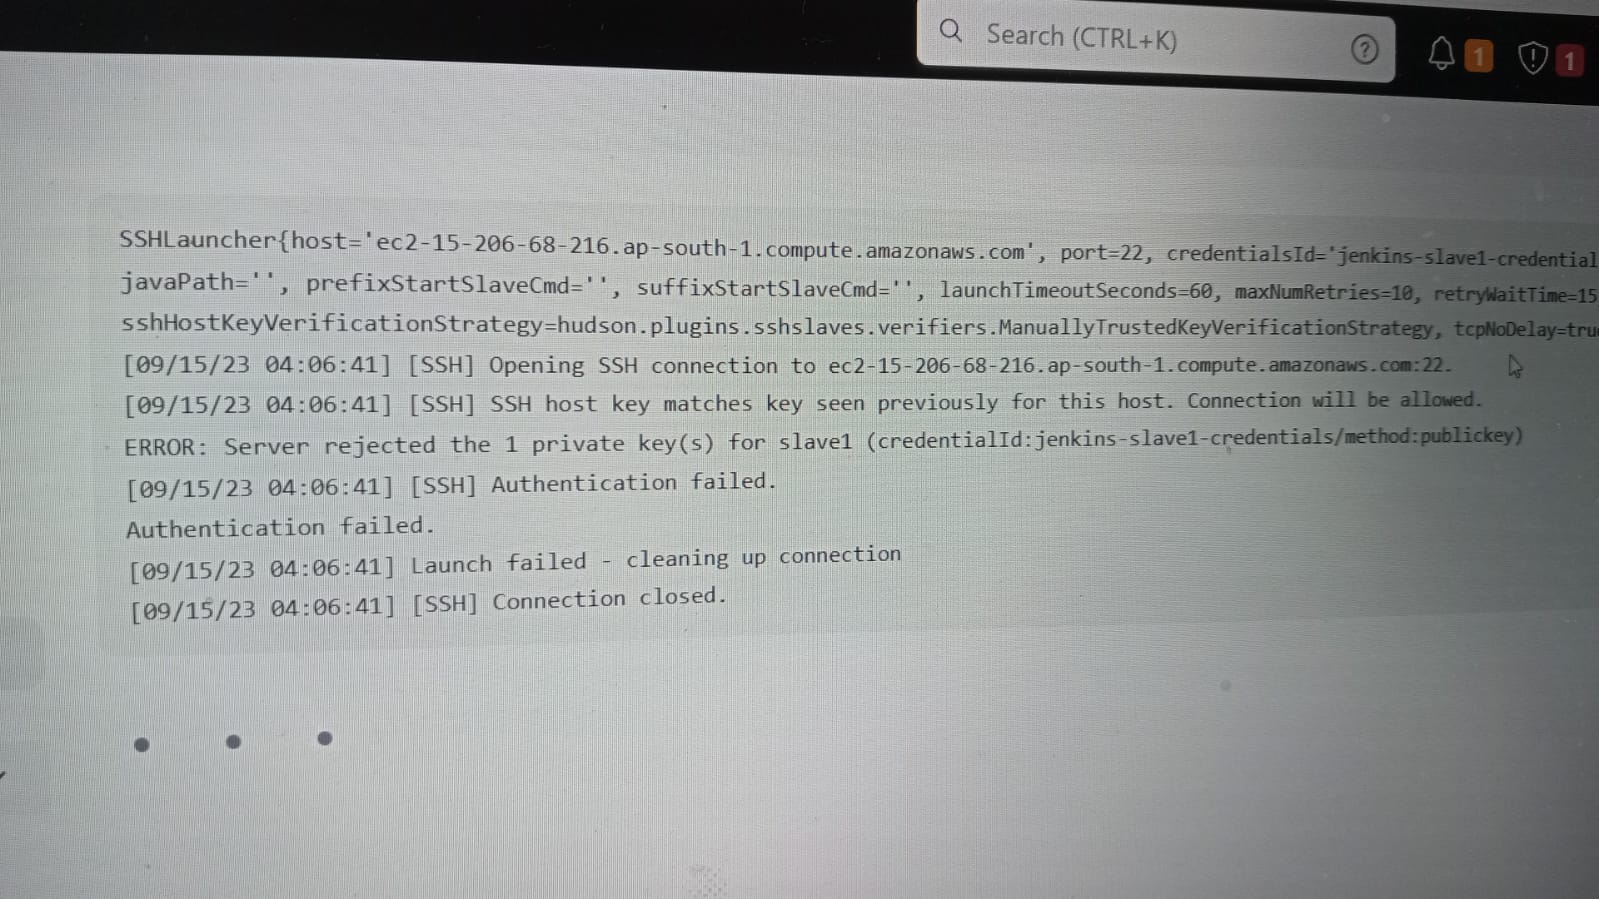 Search (CTRL+K)
?
1
1
SSHLauncher{host='ec2-15-206-68-216.ap-south-1.compute.amazonaws.com', port=22, credentialsId='jenkins-slave1-credential
javaPath='', prefixStartSlaveCmd='', suffixStartSlaveCmd='', launchTimeoutSeconds=60, maxNumRetries=10, retryWaitTime=15
sshHostKeyVerificationStrategy=hudson.plugins.sshslaves.verifiers.ManuallyTrustedKeyVerificationStrategy, tcpNoDelay=tru
[09/15/23 04:06:41] [SSH] Opening SSH connection to ec2-15-206-68-216.ap-south-1.compute.amazonaws.com:22.
[09/15/23 04:06:41] [SSH] SSH host key matches key seen previously for this host. Connection will be allowed.
ERROR: Server rejected the 1 private key(s) for slave1 (credentialId:jenkins-slave1-credentials/method:publickey)
[09/15/23 04:06:41] [SSH] Authentication failed.
Authentication failed.
[09/15/23 04:06:41] Launch failed - cleaning up connection
[09/15/23 04:06:41] [SSH] Connection closed.